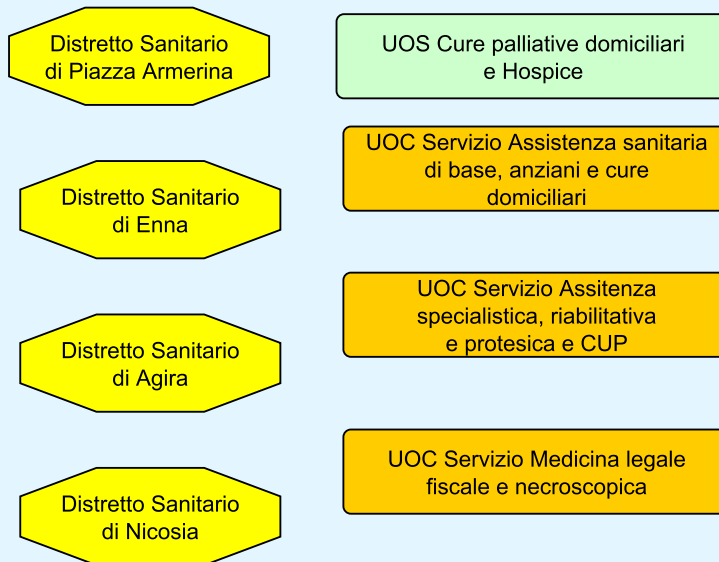 Distretto Sanitario
di Piazza Armerina
UOS Cure palliative domiciliari
e Hospice
UOC Servizio Assistenza sanitaria
di base, anziani e cure
domiciliari
Distretto Sanitario
di Enna
UOC Servizio Assitenza
specialistica, riabilitativa
e protesica e CUP
Distretto Sanitario
di Agira
UOC Servizio Medicina legale
fiscale e necroscopica
Distretto Sanitario
di Nicosia